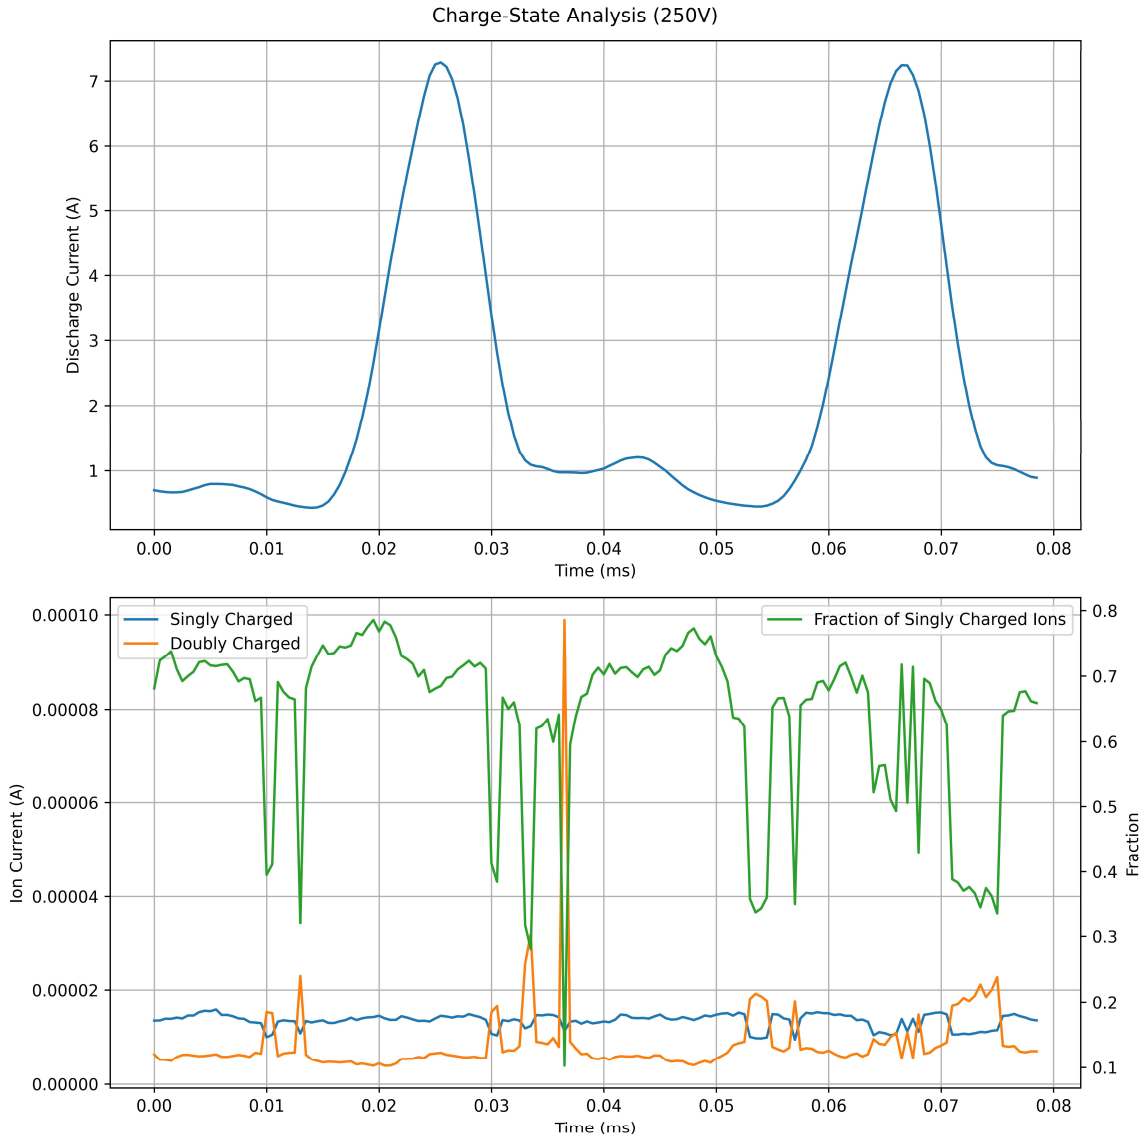 Charge-State Analysis (250V)
7
6
5
4
3
2
1
Discharge Current (A)
0.00 0.01 0.02 0.03 0.04 0.05 0.06 0.07 0.08
Time (ms)
Singly Charged
Doubly Charged
Fraction of Singly Charged Ions
0.00010
0.00008
0.00006
0.00004
0.00002
0.00000
Ion Current (A)
0.8
0.7
0.6
0.5
0.4
0.3
0.2
0.1
Fraction
0.00 0.01 0.02 0.03 0.04 0.05 0.06 0.07 0.08
Time (ms)